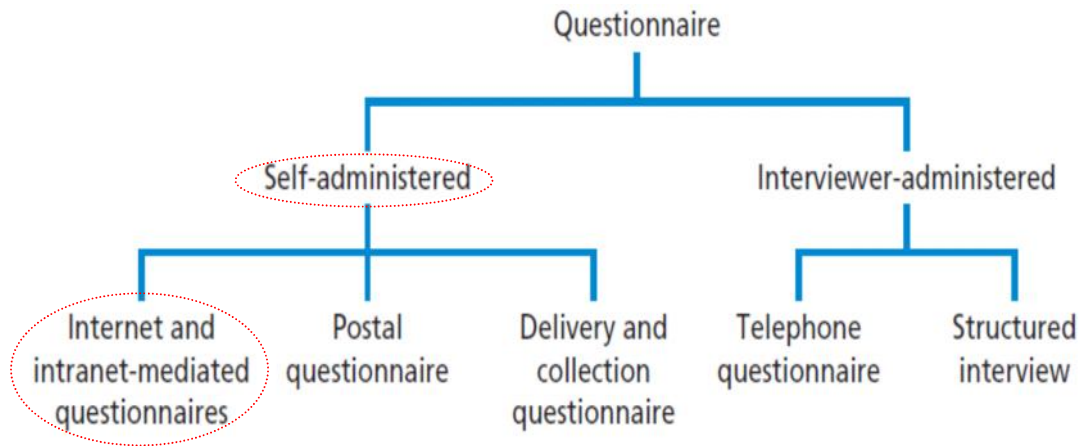 Questionnaire
Self-administered
Interviewer-administered
Internet and
intranet-mediated
questionnaires
Postal
questionnaire
Delivery and
collection
questionnaire
Telephone
questionnaire
Structured
interview